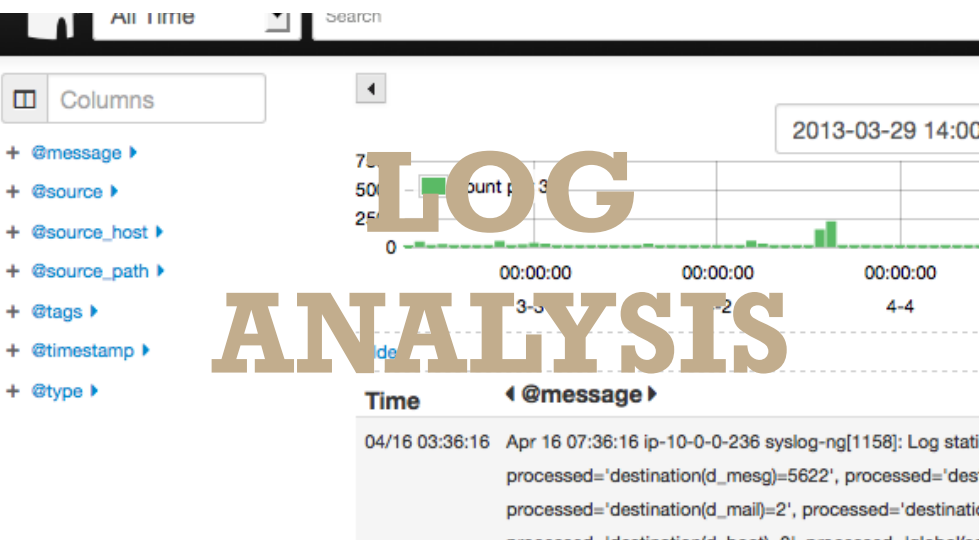 All Time
Search
Columns
@message
@source
@source_host
@source_path
@tags
@timestamp
@type
2013-03-29 14:00
LOG
ANALYSIS
0
00:00:00 00:00:00 00:00:00
4-4
Time @message
04/16 03:36:16 Apr 16 07:36:16 ip-10-0-0-236 syslog-ng[1158]: Log stati
processed='destination(d_mesg)=5622', processed='des
processed='destination(d_mail)=2', processed='destinatio